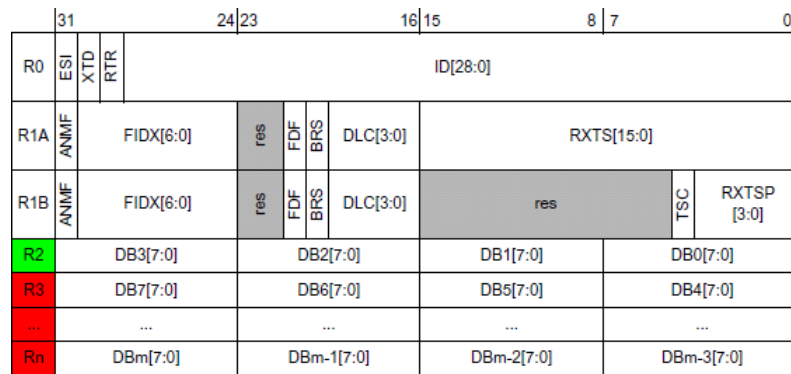 31 24 23 16 15 8 7 0
R0 ESI XTD RTR ID[28:0]
R1A ANMF FIDX[6:0] res FDF BRS DLC[3:0] RXTS[15:0]
R1B ANMF FIDX[6:0] res FDF BRS DLC[3:0] res TSC RXTSP
[3:0]
R2 DB3[7:0] DB2[7:0] DB1[7:0] DB0[7:0]
R3 DB7[7:0] DB6[7:0] DB5[7:0] DB4[7:0]
... ... ... ... ...
Rn DBm[7:0] DBm-1[7:0] DBm-2[7:0] DBm-3[7:0]